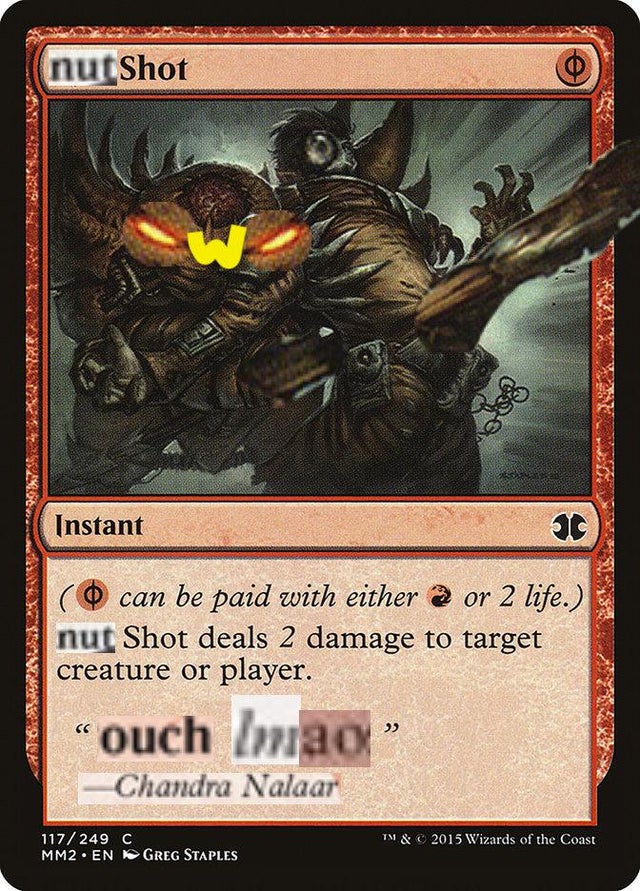 nut Shot
W
Instant
( can be paid with either or 2 life.)
nut Shot deals 2 damage to target
creature or player.
“ ouch lmao ”
—Chandra Nalaar
117/249 C
™ & © 2015 Wizards of the Coast
MM2 • EN GREG STAPLES